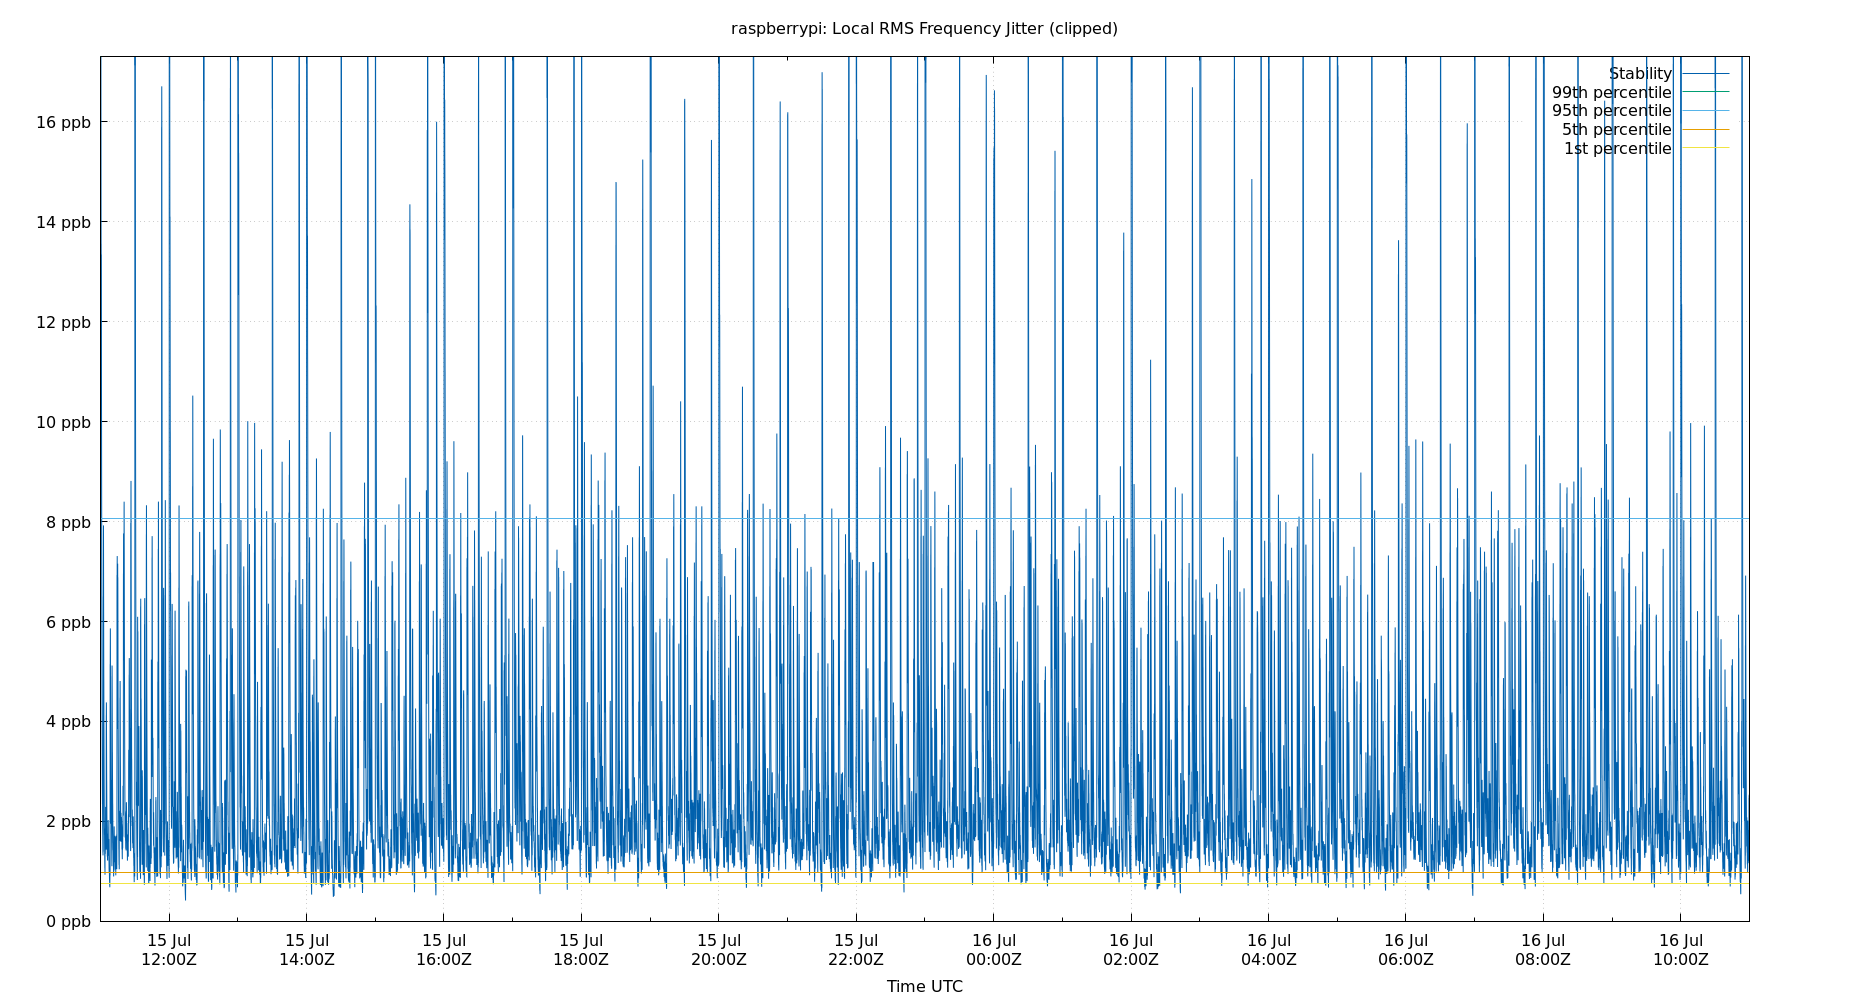 raspberrypi: Local RMS Frequency Jitter (clipped)
Stability
99th percentile
95th percentile
5th percentile
1st percentile
16 ppb
14 ppb
12 ppb
10 ppb
8 ppb
6 ppb
4 ppb
2 ppb
0 ppb
15 Jul 15 Jul 15 Jul 15 Jul 15 Jul 15 Jul 16 Jul 16 Jul 16 Jul 16 Jul 16 Jul 16 Jul
12:00Z 14:00Z 16:00Z 18:00Z 20:00Z 22:00Z 00:00Z 02:00Z 04:00Z 06:00Z 08:00Z 10:00Z
Time UTC